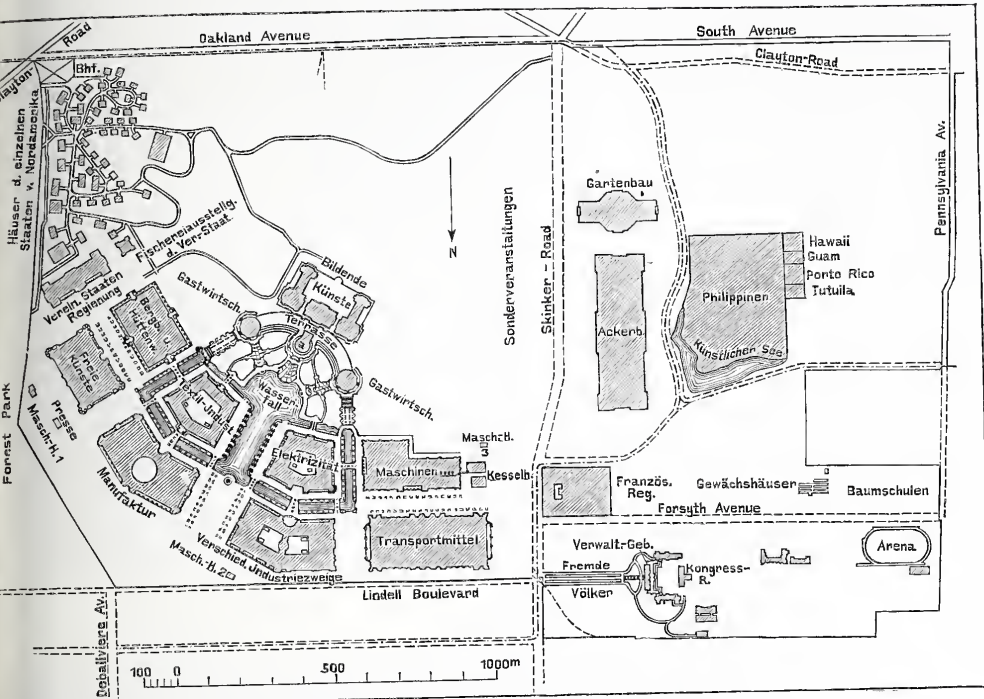 Road
Clayton-
Oakland Avenue
South Avenue
Clayton-Road
Pennsylvania Av.
Bhf.
Häuser d. einzelnen
Staaten v. Nordamerika
Fischereiausstellg.
d. Ver-Staat.
Verein. Staaten
Regierung
Bergb.
Hüttenw.
Gastwirtsch.
Bildende
Künste
Terrasse
a
N
Sonderveranstaltungen
Skinker-Road
Gartenbau
Ackerb.
Philippinen
Hawaii
Guam
Porto Rico
Tutuila
Künstlicher See
Forest Park
Freie
Künste
Presse
Masch.-H.1
Textil-Indust.
Wasser
fall
Gastwirtsch.
Manufaktur
Elektrizität
Maschinen
Masch.-H.
3
Kesselh.
Französ.
Reg.
Gewächshäuser
Baumschulen
Forsyth Avenue
Verschied. Industriezweige
Masch.-H.2
Transportmittel
Verwalt.-Geb.
Fremde
Völker
Kongress-
R.
Arena
Lindell Boulevard
Debaliviere Av.
100 0 500 1000m